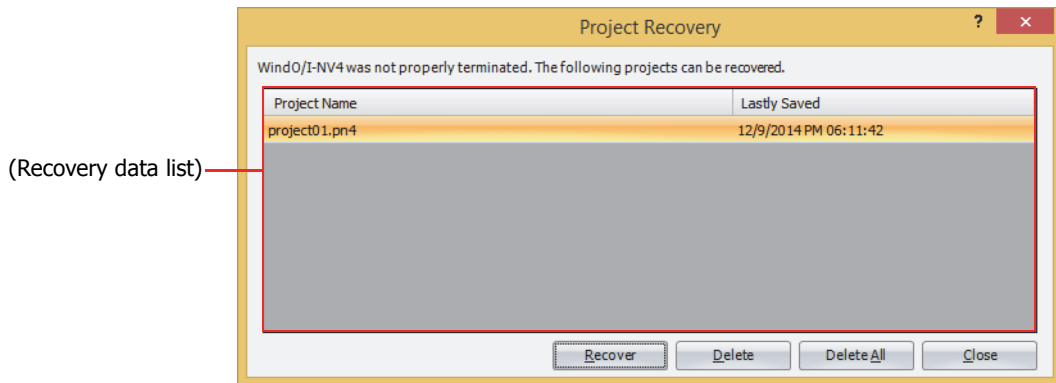 Project Recovery
?
×
WindO/I-NV4 was not properly terminated. The following projects can be recovered.
Project Name Lastly Saved
project01.pn4 12/9/2014 PM 06:11:42
(Recovery data list)
Recover Delete Delete All Close